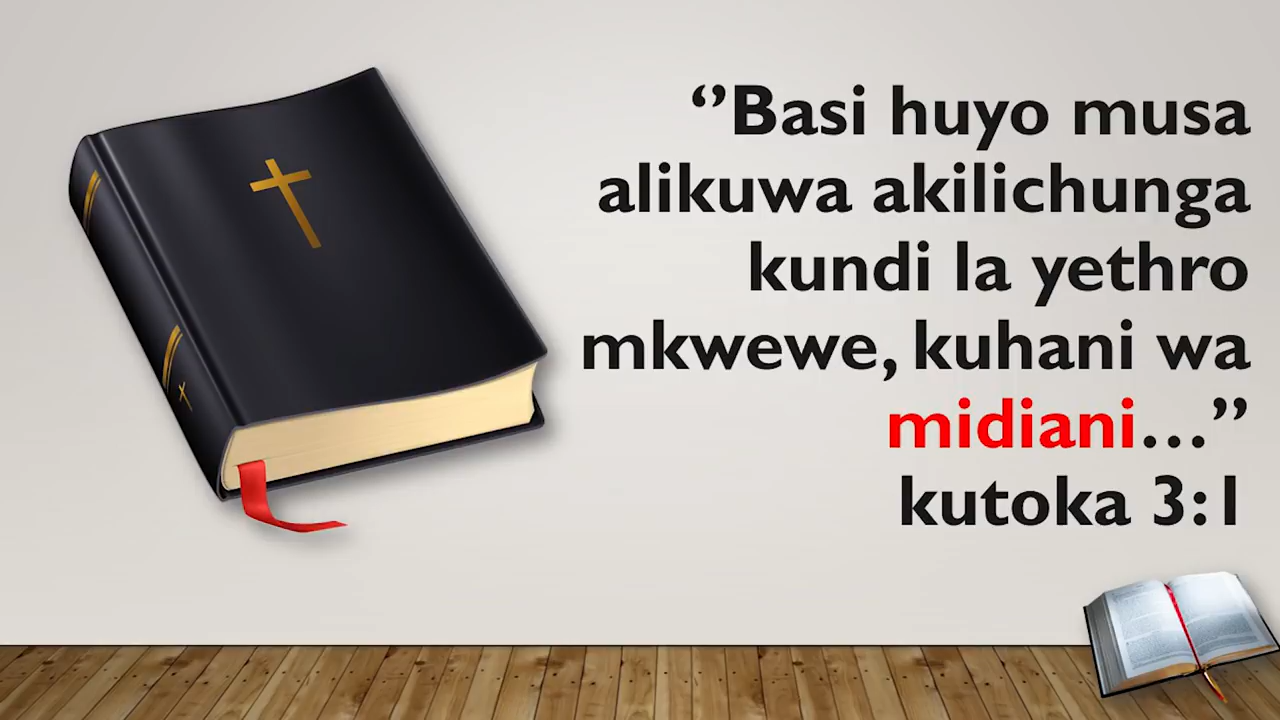 ‘’Basi huyo musa
alikuwa akilichunga
kundi la yethro
mkwewe, kuhani wa
midiani…’’
kutoka 3:1